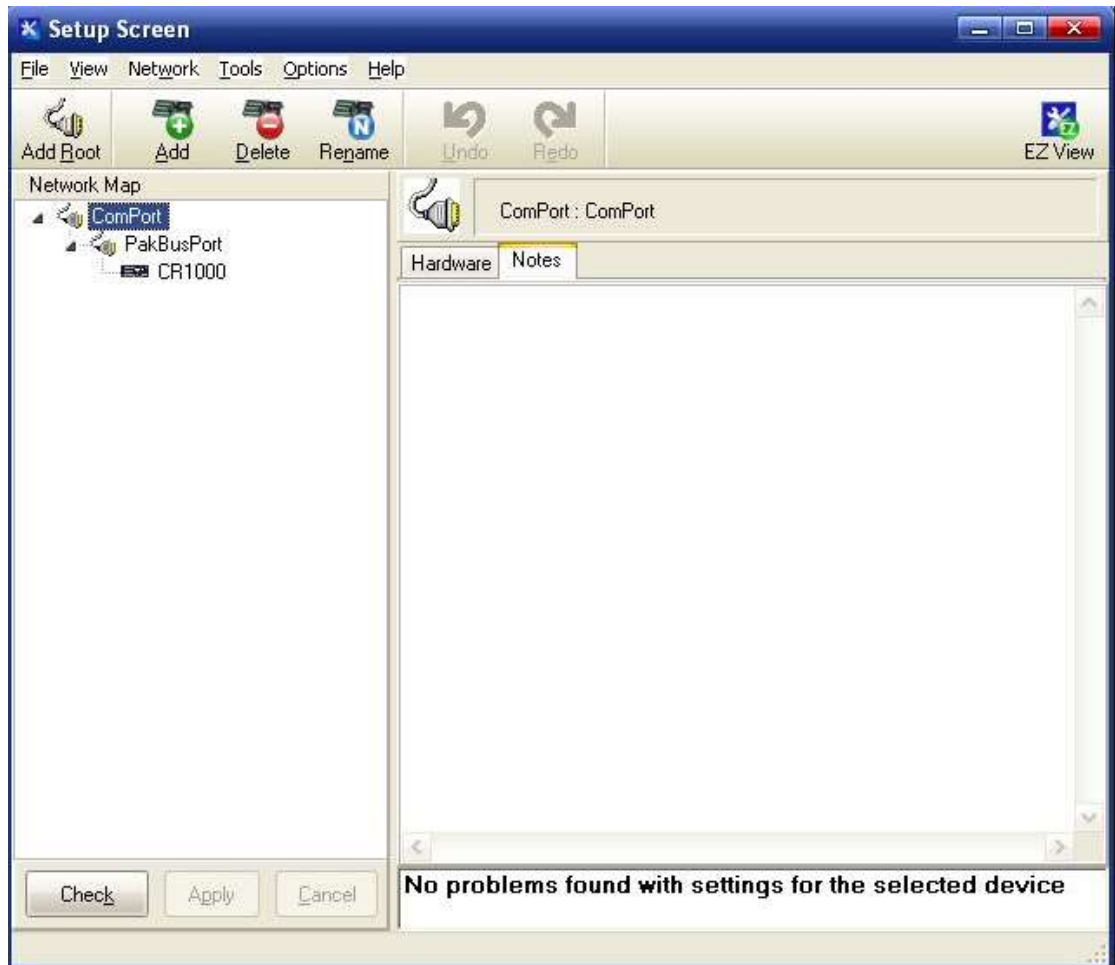 Setup Screen
File View Network Tools Options Help
Add Root Add Delete Rename Undo Redo EZ View
Network Map
ComPort
PakBusPort
CR1000
ComPort : ComPort
Hardware Notes
Check Apply Cancel
No problems found with settings for the selected device